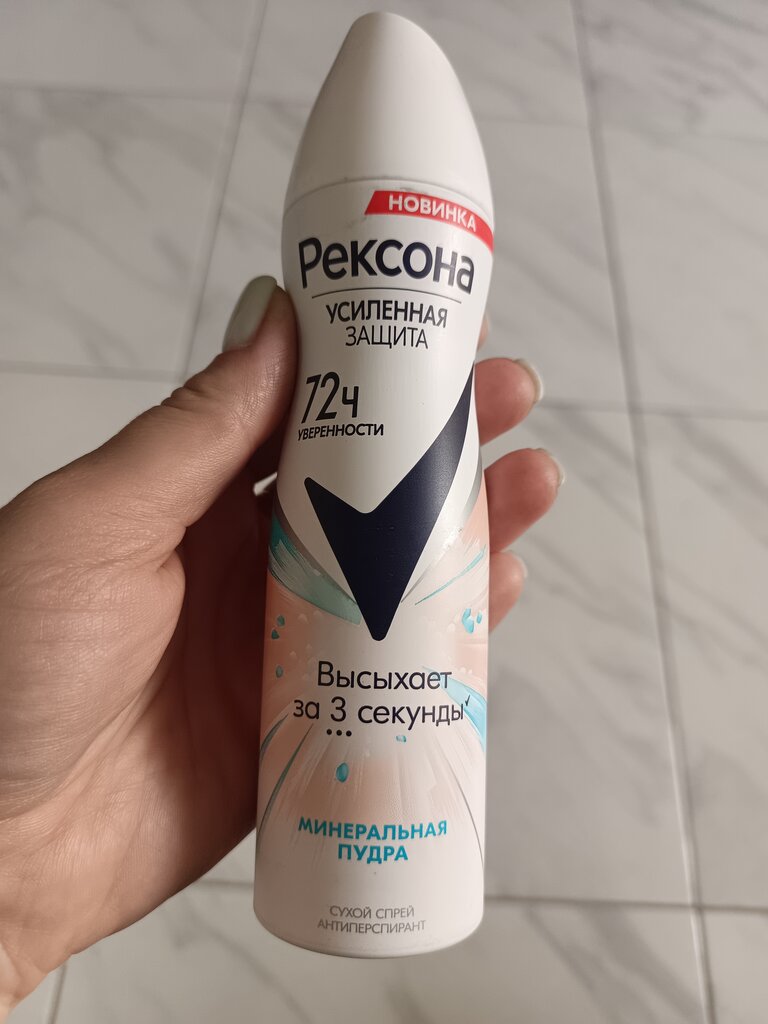 НОВИНКА
Рексона
УСИЛЕННАЯ
ЗАЩИТА
72ч
УВЕРЕННОСТИ
Высыхает
за 3 секунды
МИНЕРАЛЬНАЯ
ПУДРА
СУХОЙ СПРЕЙ
АНТИПЕРСПИРАНТ